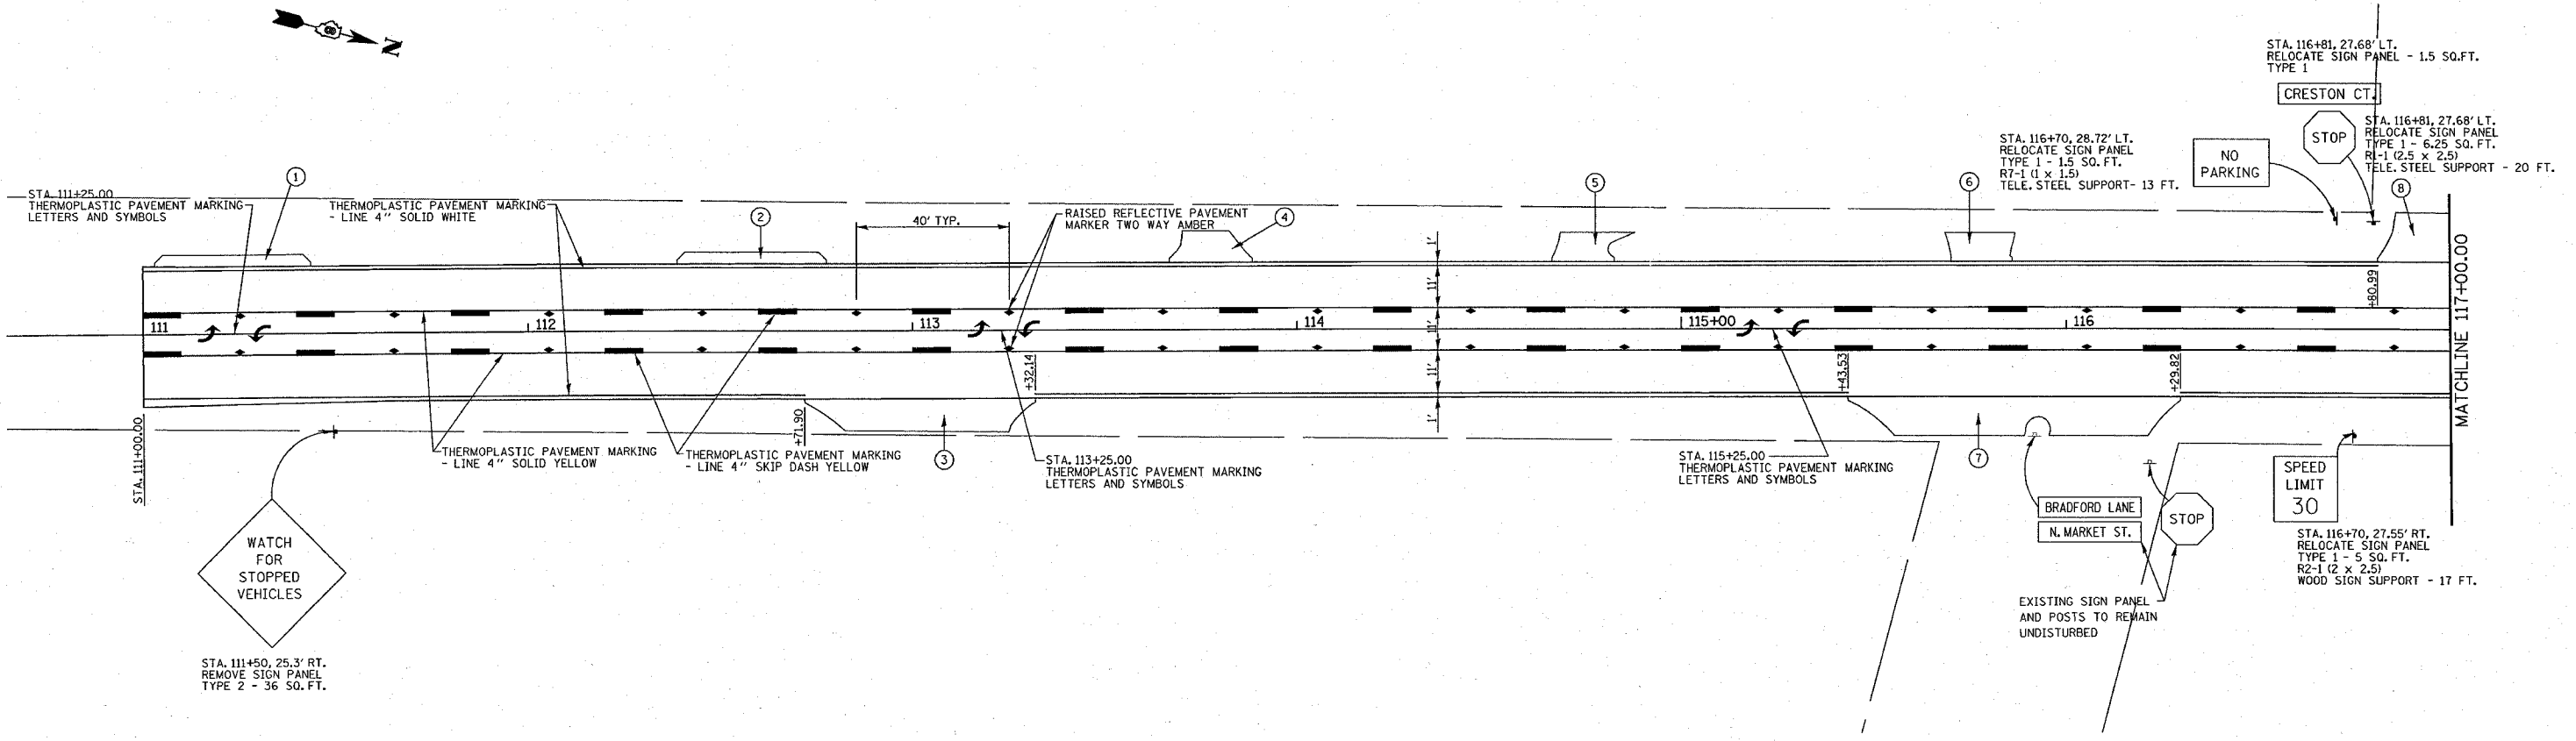 N
STA. 116+81, 27.68' LT.
RELOCATE SIGN PANEL - 1.5 SQ.FT.
TYPE 1
CRESTON CT.
STOP
STA. 116+81, 27.68' LT.
RELOCATE SIGN PANEL
TYPE 1 - 6.25 SQ. FT.
R1-1 (2.5 x 2.5)
TELE. STEEL SUPPORT - 20 FT.
STA. 116+70, 28.72' LT.
RELOCATE SIGN PANEL
TYPE 1 - 1.5 SQ. FT.
R7-1 (1 x 1.5)
TELE. STEEL SUPPORT- 13 FT.
NO
PARKING
1
2
4
5
6
8
STA. 111+25.00
THERMOPLASTIC PAVEMENT MARKING
LETTERS AND SYMBOLS
THERMOPLASTIC PAVEMENT MARKING
- LINE 4" SOLID WHITE
40' TYP.
RAISED REFLECTIVE PAVEMENT
MARKER TWO WAY AMBER
1'
11'
11'
11'
1'
+80.99
MATCHLINE 117+00.00
111
112
113
114
115+00
116
+32.14
+43.53
+29.82
+71.90
STA. 111+00.00
THERMOPLASTIC PAVEMENT MARKING
- LINE 4" SOLID YELLOW
THERMOPLASTIC PAVEMENT MARKING
- LINE 4" SKIP DASH YELLOW
3
STA. 113+25.00
THERMOPLASTIC PAVEMENT MARKING
LETTERS AND SYMBOLS
STA. 115+25.00
THERMOPLASTIC PAVEMENT MARKING
LETTERS AND SYMBOLS
7
BRADFORD LANE
N. MARKET ST.
STOP
SPEED
LIMIT
30
STA. 116+70, 27.55' RT.
RELOCATE SIGN PANEL
TYPE 1 - 5 SQ. FT.
R2-1 (2 x 2.5)
WOOD SIGN SUPPORT - 17 FT.
EXISTING SIGN PANEL
AND POSTS TO REMAIN
UNDISTURBED
WATCH
FOR
STOPPED
VEHICLES
STA. 111+50, 25.3' RT.
REMOVE SIGN PANEL
TYPE 2 - 36 SQ. FT.